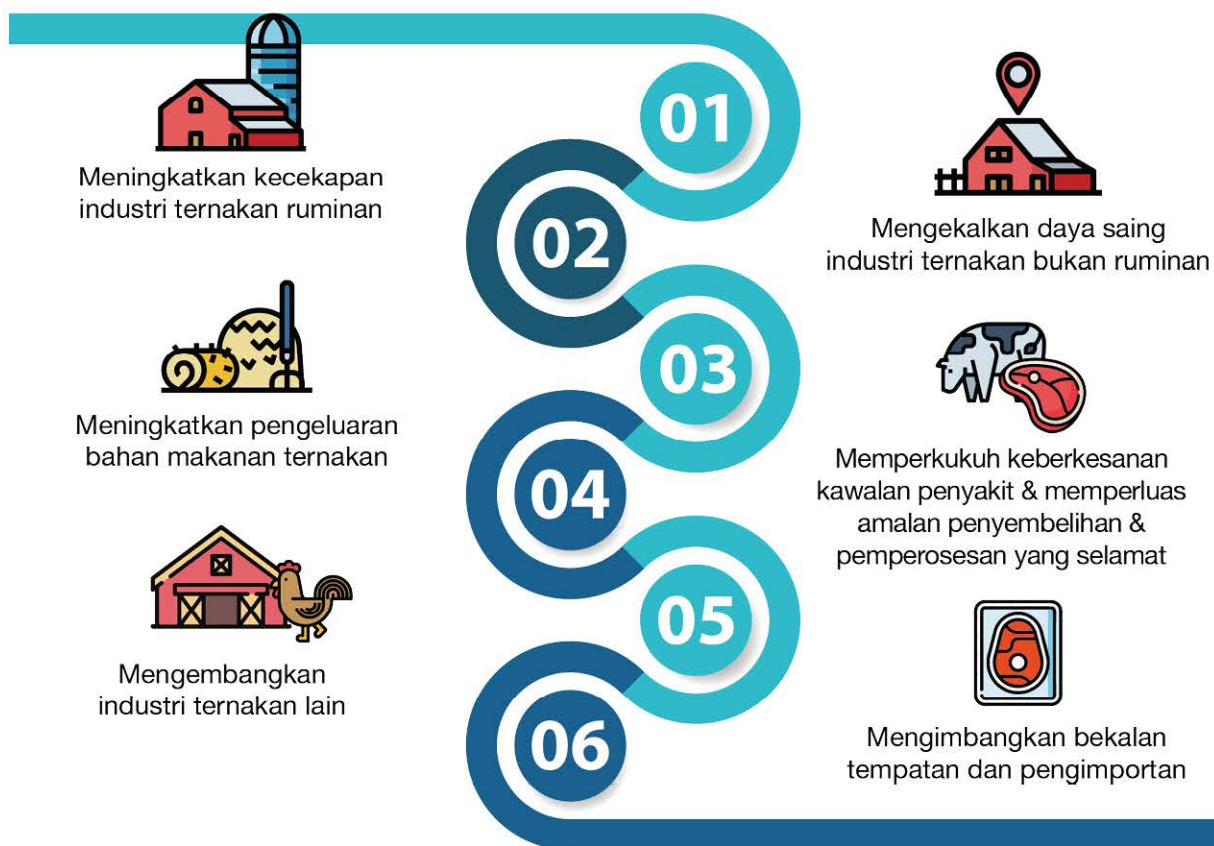 01
Meningkatkan kecekapan
industri ternakan ruminan
02
Mengekalkan daya saing
industri ternakan bukan ruminan
03
Meningkatkan pengeluaran
bahan makanan ternakan
04
Memperkukuh keberkesanan
kawalan penyakit & memperluas
amalan penyembelihan &
pemperosesan yang selamat
05
Mengembangkan
industri ternakan lain
06
Mengimbangkan bekalan
tempatan dan pengimportan